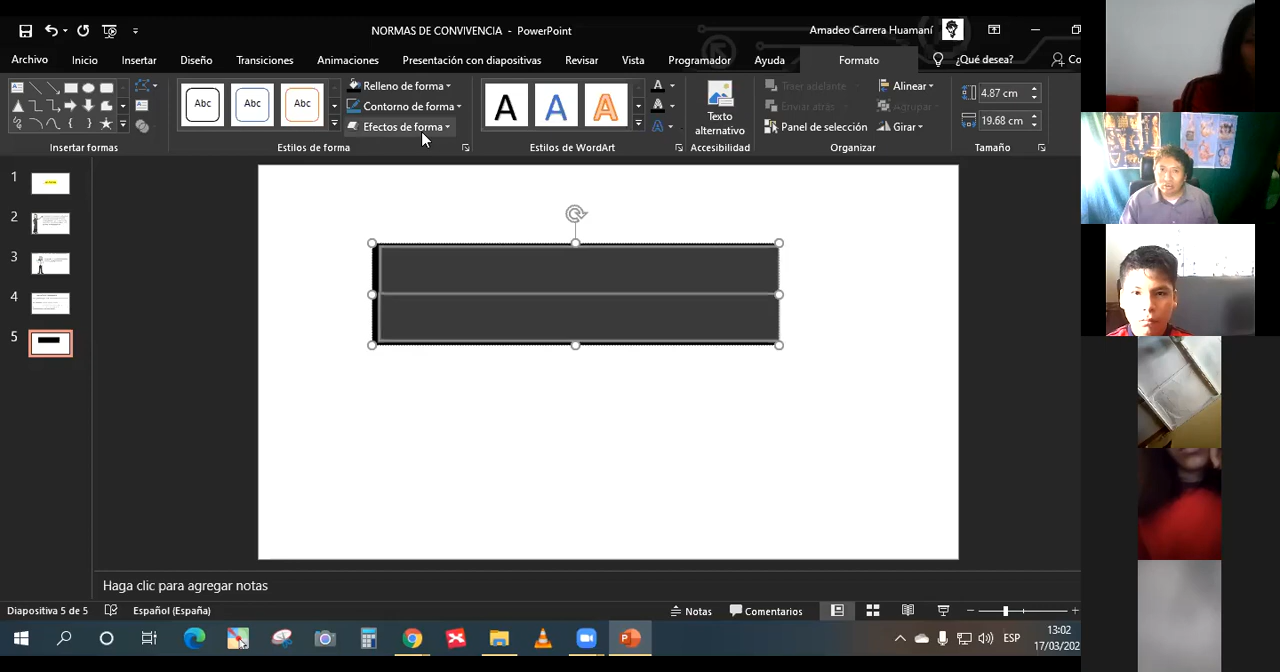 NORMAS DE CONVIVENCIA - PowerPoint
Amadeo Carrera Huamaní
Archivo Inicio Insertar Diseño Transiciones Animaciones Presentación con diapositivas Revisar Vista Programador Ayuda Formato ¿Qué desea? Co
Abc Abc Abc
Relleno de forma
Contorno de forma
Efectos de forma
A A A
A
A
A
Texto alternativo
Traer adelante
Enviar atrás
Panel de selección
Alinear
Agrupar
Girar
4.87 cm
19.68 cm
Insertar formas Estilos de forma Estilos de WordArt Accesibilidad Organizar Tamaño
1
2
3
4
5
Haga clic para agregar notas
Diapositiva 5 de 5 Español (España) Notas Comentarios
ESP
13:02
17/03/202